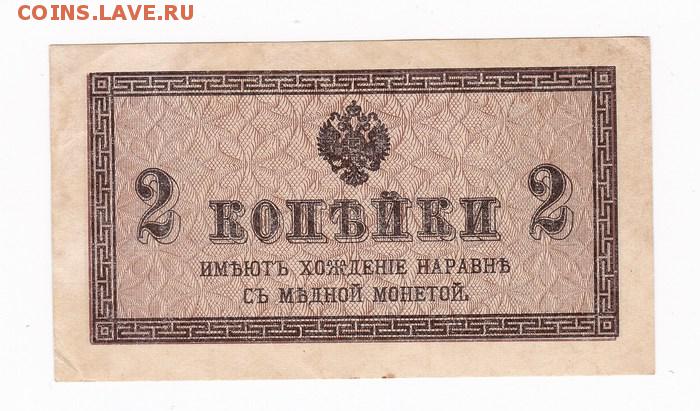 COINS.LAVE.RU
2 КОПѢЙКИ 2
ИМѢЮТЪ ХОЖДЕНІЕ НАРАВНѢ
СЪ МѢДНОЙ МОНЕТОЙ.